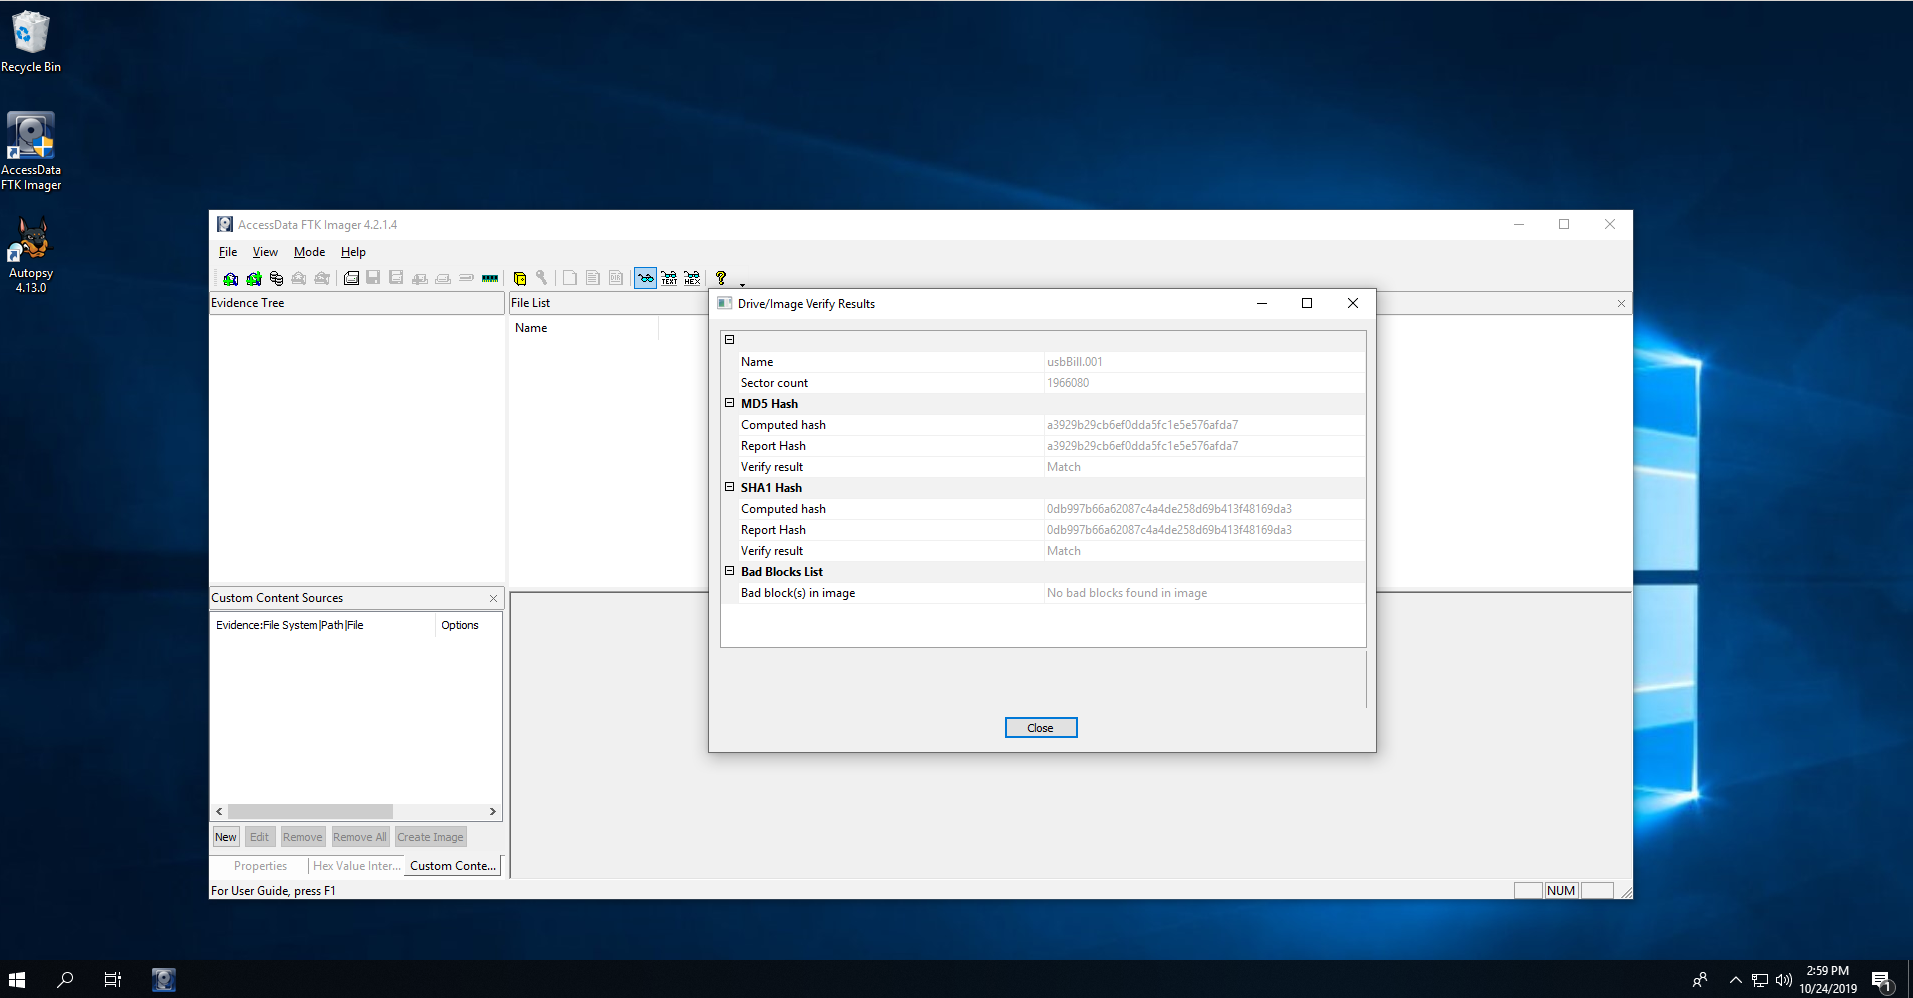 Recycle Bin
AccessData
FTK Imager
Autopsy
4.13.0
AccessData FTK Imager 4.2.1.4
File View Mode Help
TEXT HEX
Evidence Tree
File List
Name
Drive/Image Verify Results
Name usbBill.001
Sector count 1966080
MD5 Hash
Computed hash a3929b29cb6ef0dda5fc1e5e576afda7
Report Hash a3929b29cb6ef0dda5fc1e5e576afda7
Verify result Match
SHA1 Hash
Computed hash 0db997b66a62087c4a4de258d69b413f48169da3
Report Hash 0db997b66a62087c4a4de258d69b413f48169da3
Verify result Match
Bad Blocks List
Bad block(s) in image No bad blocks found in image
Close
Custom Content Sources
Evidence:File System|Path|File Options
New Edit Remove Remove All Create Image
Properties Hex Value Inter... Custom Conte...
For User Guide, press F1
NUM
2:59 PM
10/24/2019
1